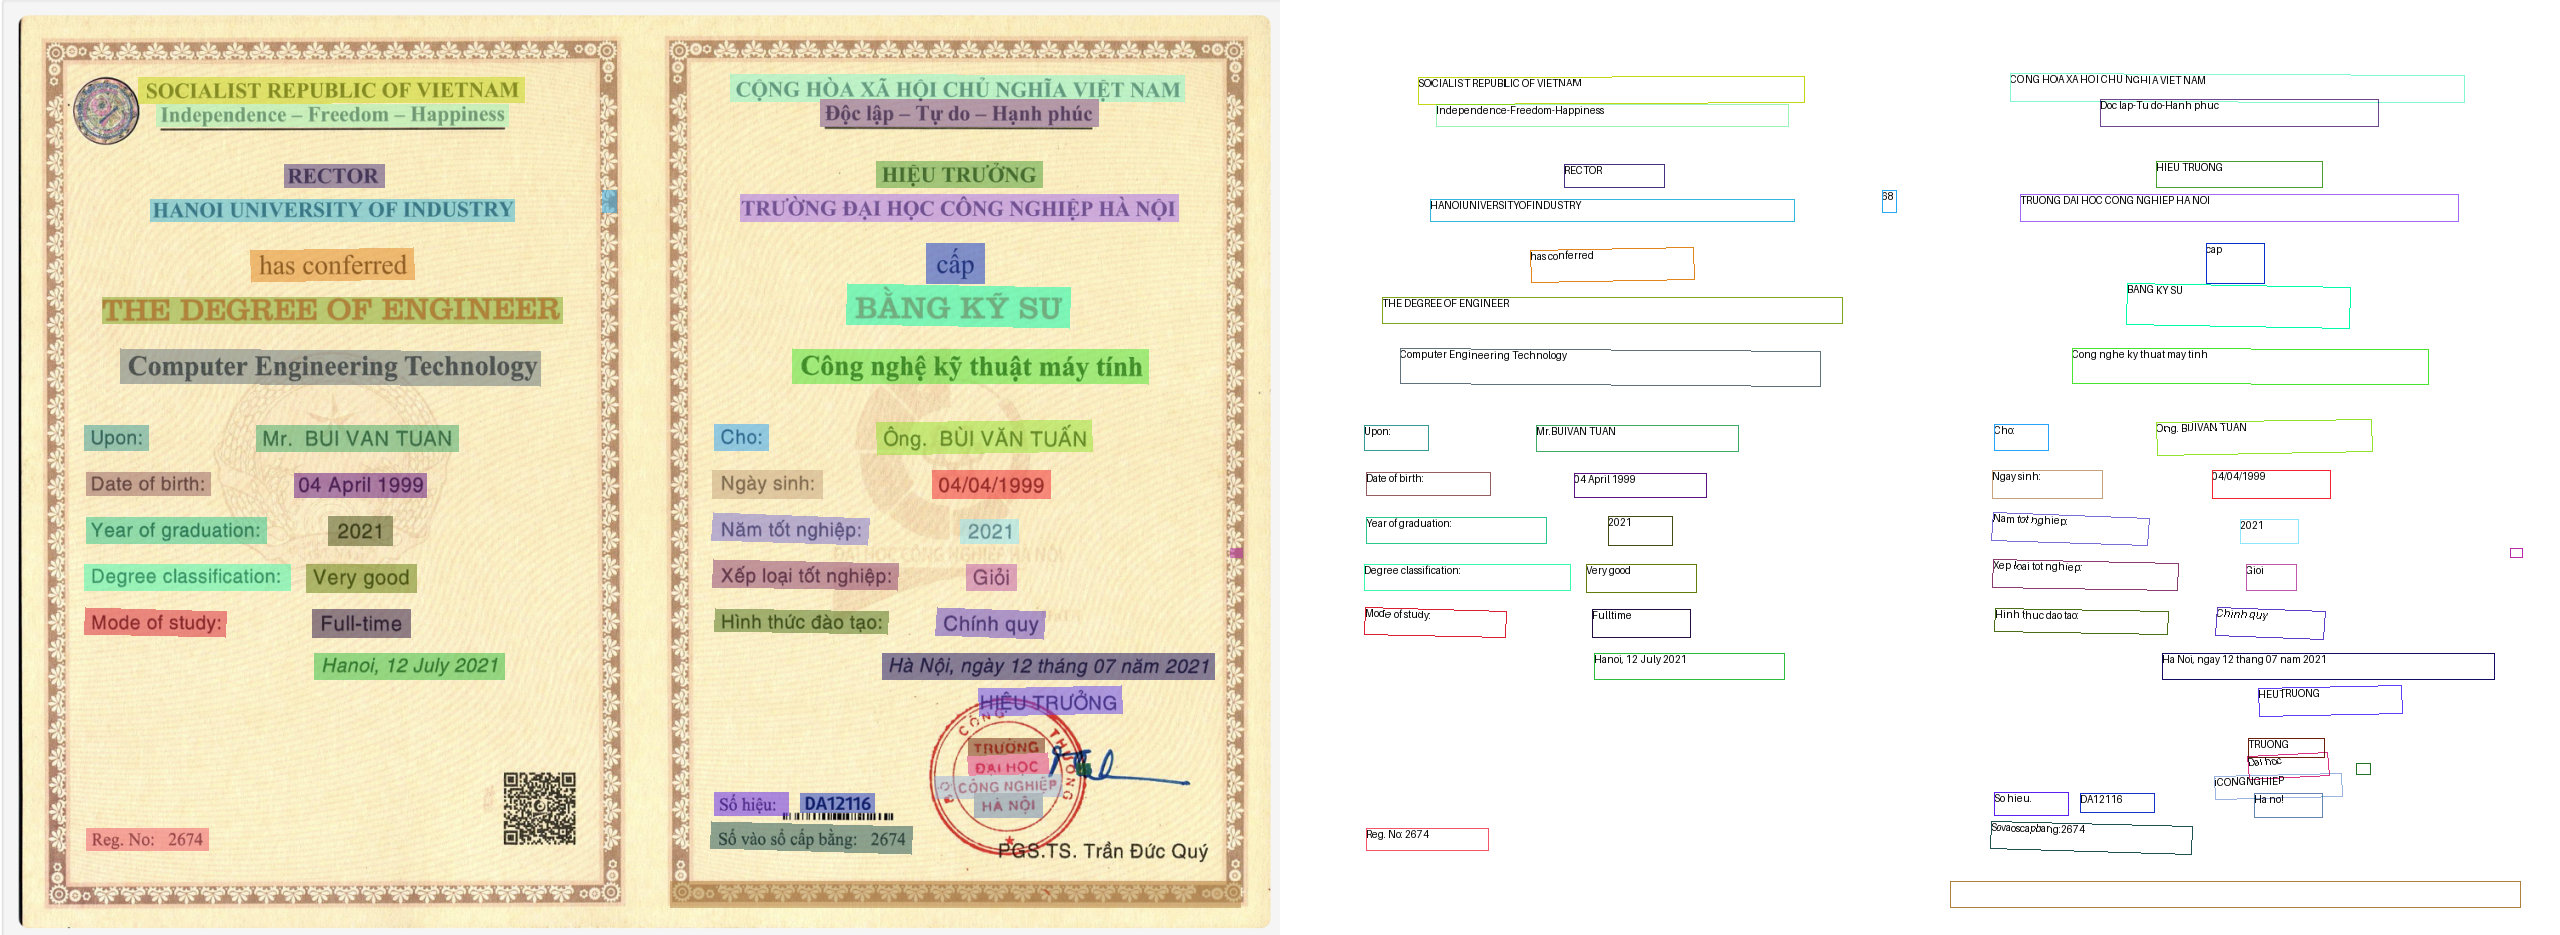 SOCIALIST REPUBLIC OF VIETNAM
Independence – Freedom – Happiness
RECTOR
HANOI UNIVERSITY OF INDUSTRY
has conferred
THE DEGREE OF ENGINEER
Computer Engineering Technology
Upon: Mr. BUI VAN TUAN
Date of birth: 04 April 1999
Year of graduation: 2021
Degree classification: Very good
Mode of study: Full-time
Hanoi, 12 July 2021
Reg. No: 2674
CỘNG HÒA XÃ HỘI CHỦ NGHĨA VIỆT NAM
Độc lập – Tự do – Hạnh phúc
HIỆU TRƯỞNG
TRƯỜNG ĐẠI HỌC CÔNG NGHIỆP HÀ NỘI
cấp
BẰNG KỸ SƯ
Công nghệ kỹ thuật máy tính
Cho: Ông. BÙI VĂN TUẤN
Ngày sinh: 04/04/1999
Năm tốt nghiệp: 2021
Xếp loại tốt nghiệp: Giỏi
Hình thức đào tạo: Chính quy
Hà Nội, ngày 12 tháng 07 năm 2021
HIỆU TRƯỞNG
TRƯỜNG
ĐẠI HỌC
CÔNG NGHIỆP
HÀ NỘI
Số hiệu: DA12116
Số vào sổ cấp bằng: 2674
PGS.TS. Trần Đức Quý
SOCIALIST REPUBLIC OF VIETNAM
Independence-Freedom-Happiness
RECTOR
HANOIUNIVERSITYOFINDUSTRY
68
has conferred
THE DEGREE OF ENGINEER
Computer Engineering Technology
Upon: Mr.BUIVAN TUAN
Date of birth: 04 April 1999
Year of graduation: 2021
Degree classification: Very good
Mode of study: Fulltime
Hanoi, 12 July 2021
Reg. No: 2674
CONG HOA XA HOI CHU NGHIA VIET NAM
Doc lap-Tu do-Hanh phuc
HIEU TRUONG
TRUONG DAI HOC CONG NGHIEP HA NOI
cap
BANG KY SU
Cong nghe ky thuat may tinh
Cho: Ong. BUIVAN TUAN
Ngay sinh: 04/04/1999
Nam tot nghiep: 2021
Xep loai tot nghiep: Gioi
Hinh thuc dao tao: Chinh quy
Ha Noi, ngay 12 thang 07 nam 2021
HEUTRUONG
TRUONG
Dai hoc
iCONGNGHIEP
Ha no!
So hieu. DA12116
Sovaoscapbang:2674